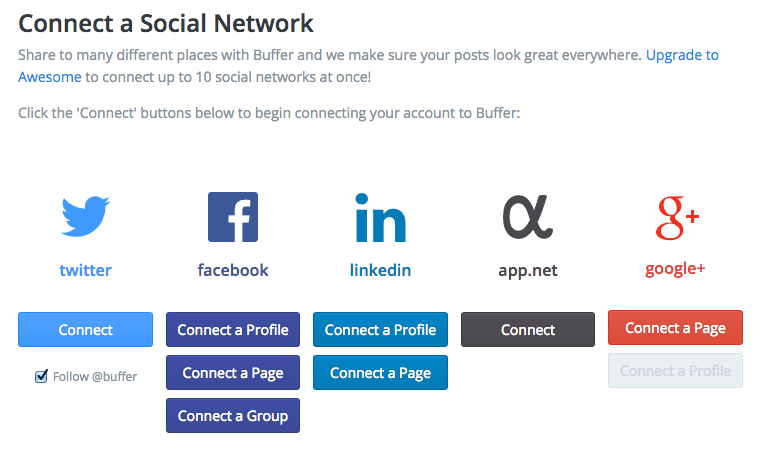 Connect a Social Network
Share to many different places with Buffer and we make sure your posts look great everywhere. Upgrade to
Awesome to connect up to 10 social networks at once!
Click the 'Connect' buttons below to begin connecting your account to Buffer:
twitter
facebook
linkedin
app.net
google+
Connect
Connect a Profile
Connect a Profile
Connect
Connect a Page
Follow @buffer
Connect a Page
Connect a Page
Connect a Profile
Connect a Group